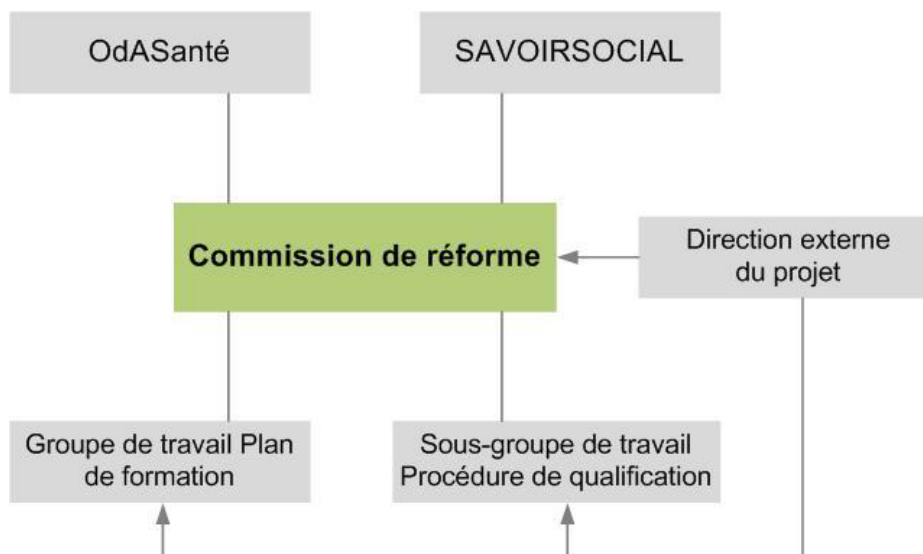 OdASanté
SAVOIRSOCIAL
Commission de réforme
Direction externe
du projet
Groupe de travail Plan
de formation
Sous-groupe de travail
Procédure de qualification